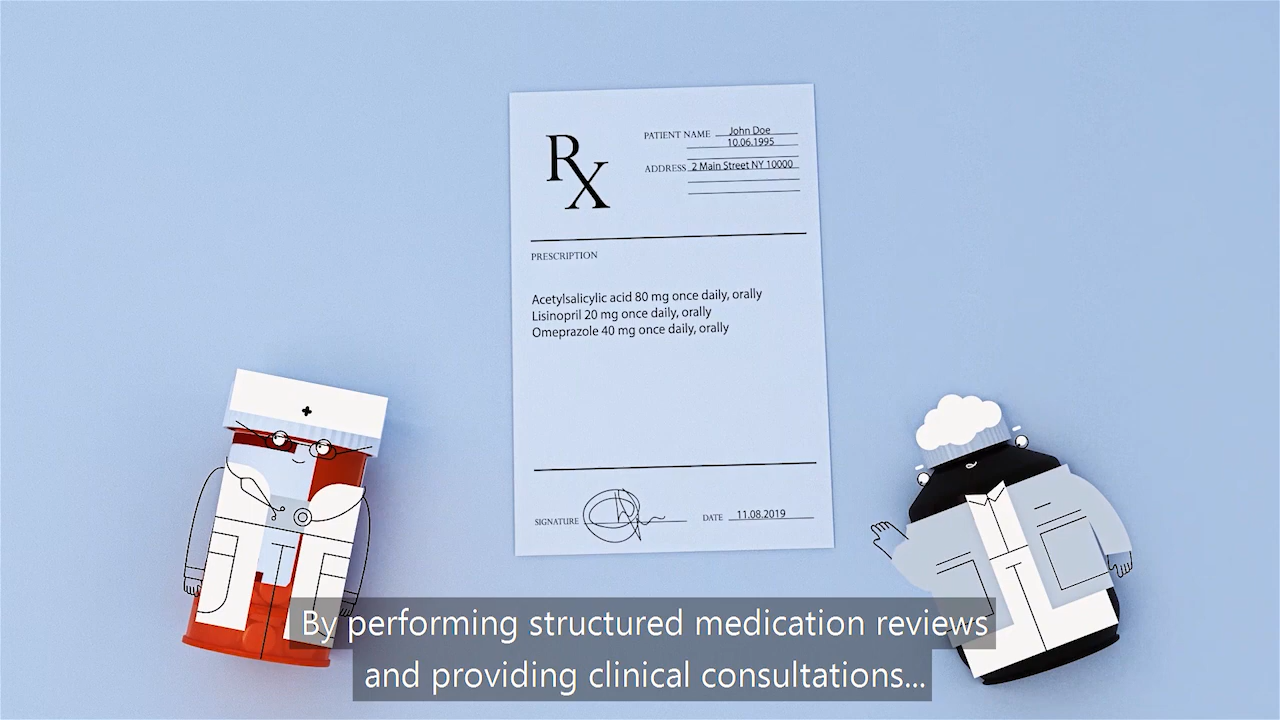 Rx
PATIENT NAME John Doe
10.06.1995
ADDRESS 2 Main Street NY 10000
PRESCRIPTION
Acetylsalicylic acid 80 mg once daily, orally
Lisinopril 20 mg once daily, orally
Omeprazole 40 mg once daily, orally
SIGNATURE
DATE 11.08.2019
By performing structured medication reviews
and providing clinical consultations...